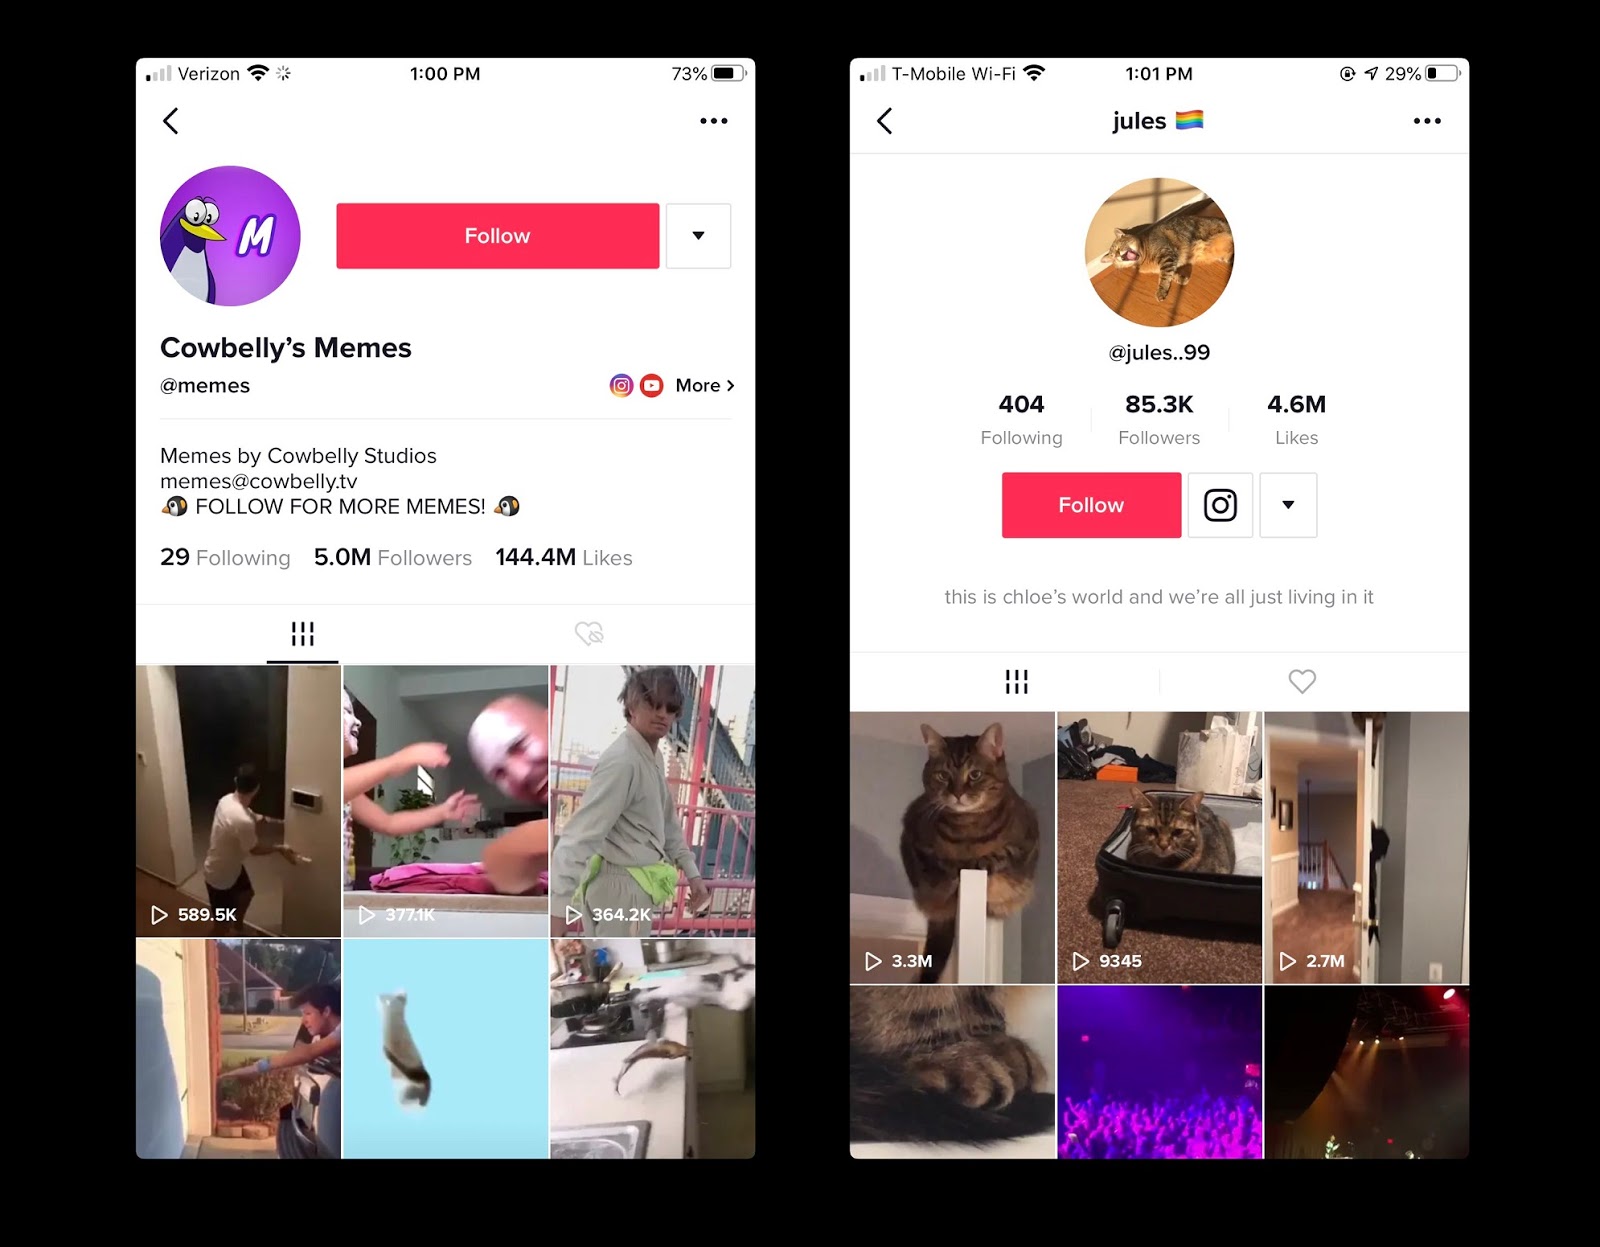 Verizon 1:00 PM 73%
M
Follow
Cowbelly’s Memes
@memes More >
Memes by Cowbelly Studios
memes@cowbelly.tv
🐧 FOLLOW FOR MORE MEMES! 🐧
29 Following 5.0M Followers 144.4M Likes
589.5K 377.1K 364.2K
T-Mobile Wi-Fi 1:01 PM 29%
jules 🏳️‍🌈
@jules..99
404 85.3K 4.6M
Following Followers Likes
Follow
this is chloe’s world and we’re all just living in it
3.3M 9345 2.7M